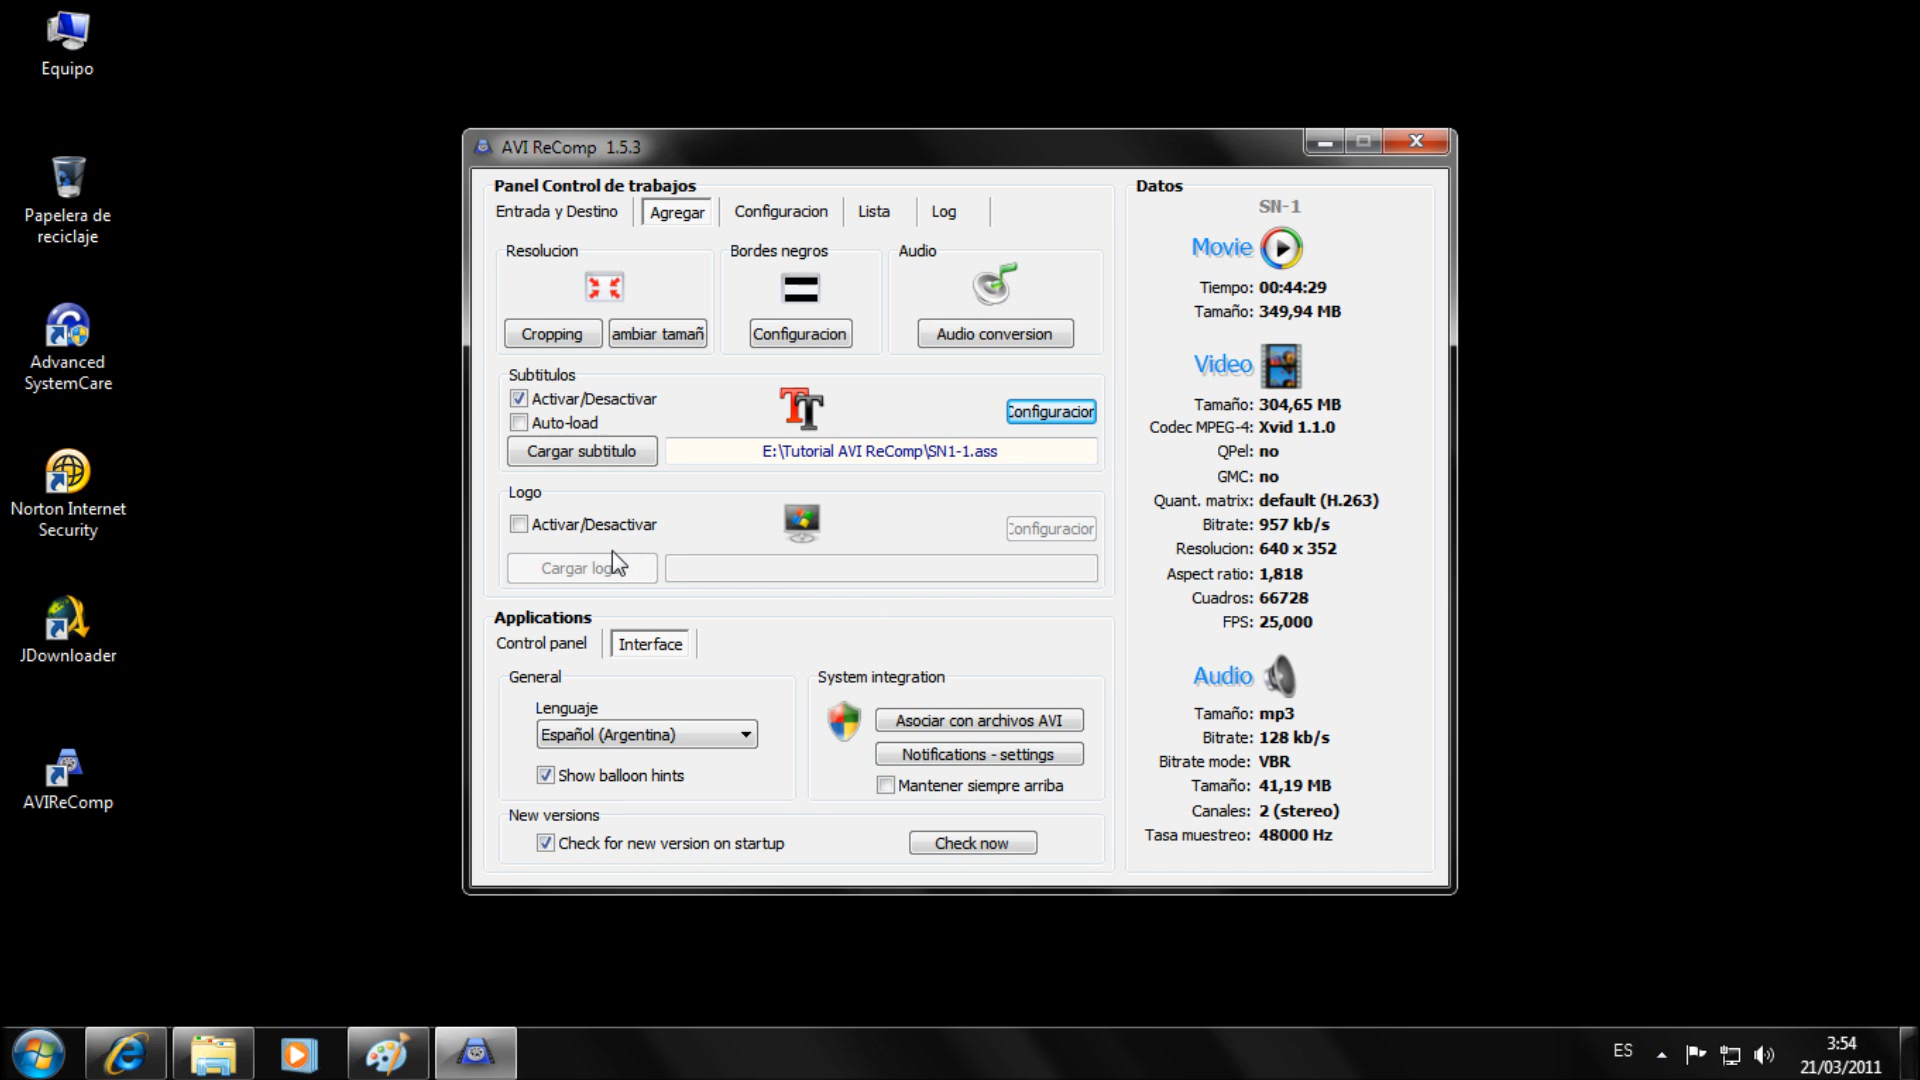 Equipo
Papelera de
reciclaje
Advanced
SystemCare
Norton Internet
Security
JDownloader
AVIReComp
AVI ReComp 1.5.3
Panel Control de trabajos
Entrada y Destino
Agregar
Configuracion
Lista
Log
Resolucion
Cropping
ambiar tamañ
Bordes negros
Configuracion
Audio
Audio conversion
Subtitulos
Activar/Desactivar
Auto-load
Configuracior
Cargar subtitulo
E:\Tutorial AVI ReComp\SN1-1.ass
Logo
Activar/Desactivar
Configuracior
Cargar log
Applications
Control panel
Interface
General
Lenguaje
Español (Argentina)
Show balloon hints
System integration
Asociar con archivos AVI
Notifications - settings
Mantener siempre arriba
New versions
Check for new version on startup
Check now
Datos
SN-1
Movie
Tiempo: 00:44:29
Tamaño: 349,94 MB
Video
Tamaño: 304,65 MB
Codec MPEG-4: Xvid 1.1.0
QPel: no
GMC: no
Quant. matrix: default (H.263)
Bitrate: 957 kb/s
Resolucion: 640 x 352
Aspect ratio: 1,818
Cuadros: 66728
FPS: 25,000
Audio
Tamaño: mp3
Bitrate: 128 kb/s
Bitrate mode: VBR
Tamaño: 41,19 MB
Canales: 2 (stereo)
Tasa muestreo: 48000 Hz
ES
3:54
21/03/2011